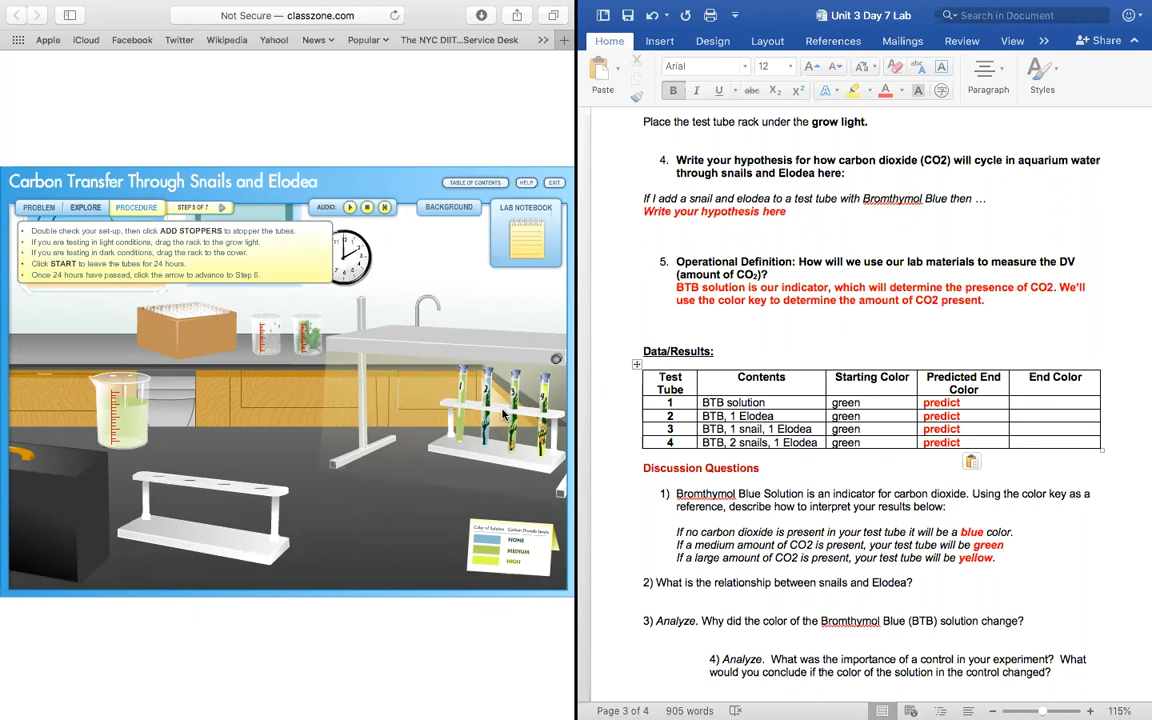 Not Secure — classzone.com
Apple iCloud Facebook Twitter Wikipedia Yahoo! News Popular The NYC DIIT...Service Desk
Carbon Transfer Through Snails and Elodea
TABLE OF CONTENTS HELP EXIT
PROBLEM EXPLORE PROCEDURE STEP 5 OF 7 AUDIO: BACKGROUND LAB NOTEBOOK
• Double check your set-up, then click ADD STOPPERS to stopper the tubes.
• If you are testing in light conditions, drag the rack to the grow light.
• If you are testing in dark conditions, drag the rack to the cover.
• Click START to leave the tubes for 24 hours.
• Once 24 hours have passed, click the arrow to advance to Step 6.
1 2 3 4
Color of Solution Carbon Dioxide Levels
NONE
MEDIUM
HIGH
Unit 3 Day 7 Lab
Search in Document
Home Insert Design Layout References Mailings Review View Share
Paste
Arial 12
B I U abc X2 X2
Paragraph Styles
Place the test tube rack under the grow light.
4. Write your hypothesis for how carbon dioxide (CO2) will cycle in aquarium water
through snails and Elodea here:
If I add a snail and elodea to a test tube with Bromthymol Blue then …
Write your hypothesis here
5. Operational Definition: How will we use our lab materials to measure the DV
(amount of CO₂)?
BTB solution is our indicator, which will determine the presence of CO2. We'll
use the color key to determine the amount of CO2 present.
Data/Results:
Test Tube Contents Starting Color Predicted End Color End Color
1 BTB solution green predict
2 BTB, 1 Elodea green predict
3 BTB, 1 snail, 1 Elodea green predict
4 BTB, 2 snails, 1 Elodea green predict
Discussion Questions
1) Bromthymol Blue Solution is an indicator for carbon dioxide. Using the color key as a
reference, describe how to interpret your results below:
If no carbon dioxide is present in your test tube it will be a blue color.
If a medium amount of CO2 is present, your test tube will be green
If a large amount of CO2 is present, your test tube will be yellow.
2) What is the relationship between snails and Elodea?
3) Analyze. Why did the color of the Bromthymol Blue (BTB) solution change?
4) Analyze. What was the importance of a control in your experiment? What
would you conclude if the color of the solution in the control changed?
Page 3 of 4 905 words 115%